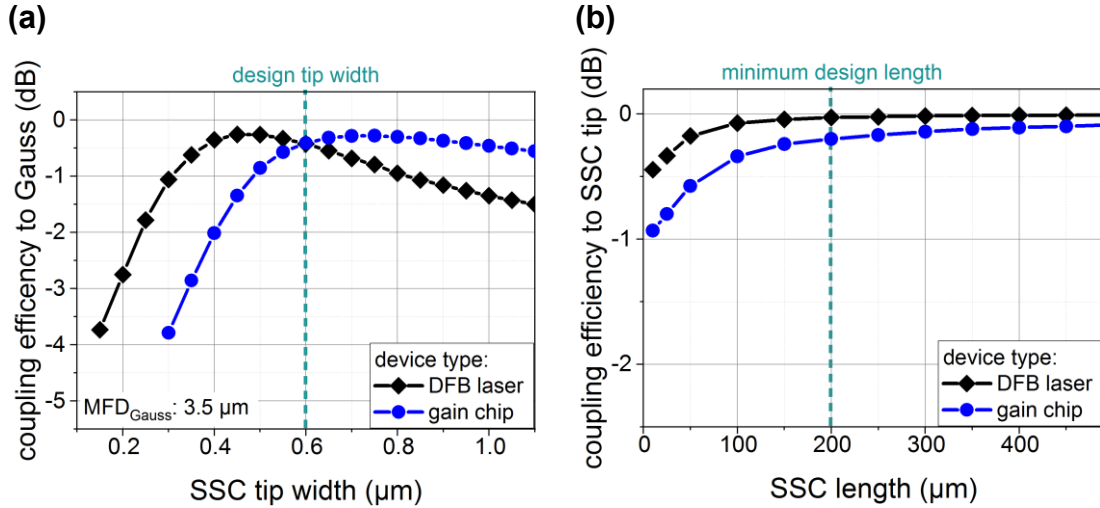 (a)
design tip width
coupling efficency to Gauss (dB)
0
-1
-2
-3
-4
-5
MFD_Gauss: 3.5 µm
device type:
DFB laser
gain chip
0.2 0.4 0.6 0.8 1.0
SSC tip width (µm)
(b)
minimum design length
coupling efficiency to SSC tip (dB)
0
-1
-2
device type:
DFB laser
gain chip
0 100 200 300 400
SSC length (µm)